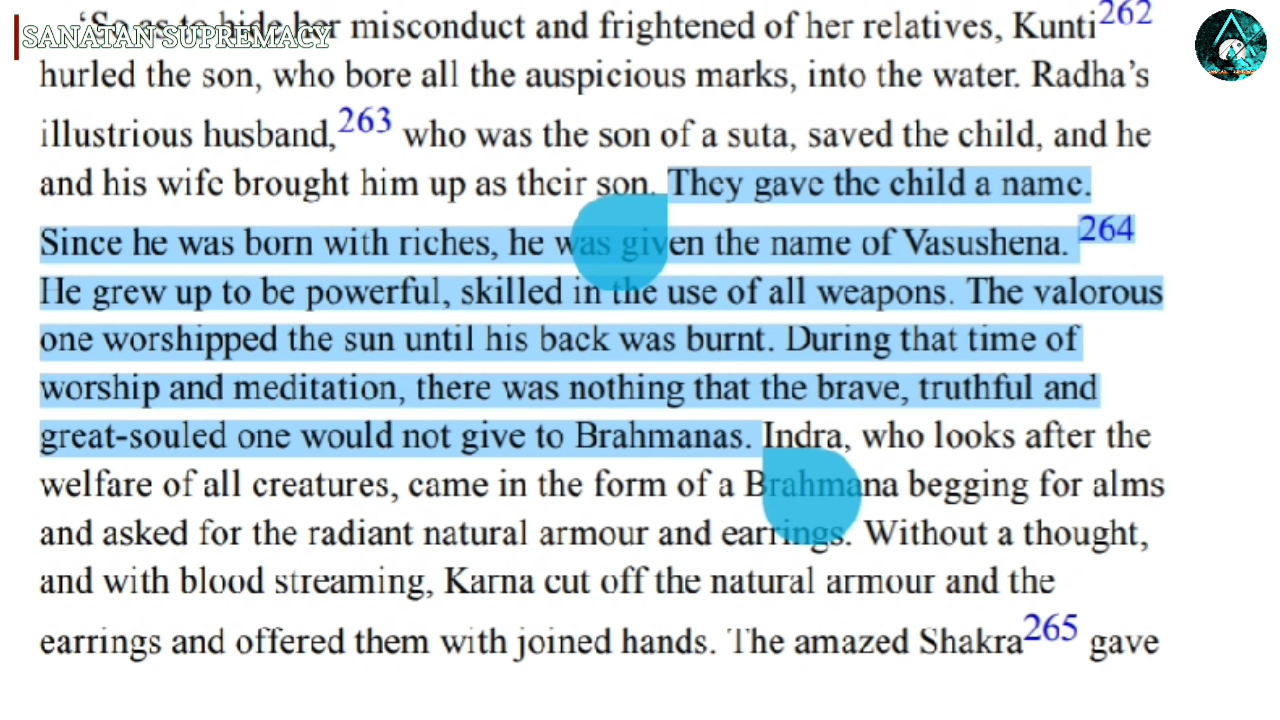 SANATAN SUPREMACY
‘So as to hide her misconduct and frightened of her relatives, Kunti262
hurled the son, who bore all the auspicious marks, into the water. Radha’s
illustrious husband,263 who was the son of a suta, saved the child, and he
and his wife brought him up as their son. They gave the child a name.
Since he was born with riches, he was given the name of Vasushena. 264
He grew up to be powerful, skilled in the use of all weapons. The valorous
one worshipped the sun until his back was burnt. During that time of
worship and meditation, there was nothing that the brave, truthful and
great-souled one would not give to Brahmanas. Indra, who looks after the
welfare of all creatures, came in the form of a Brahmana begging for alms
and asked for the radiant natural armour and earrings. Without a thought,
and with blood streaming, Karna cut off the natural armour and the
earrings and offered them with joined hands. The amazed Shakra265 gave